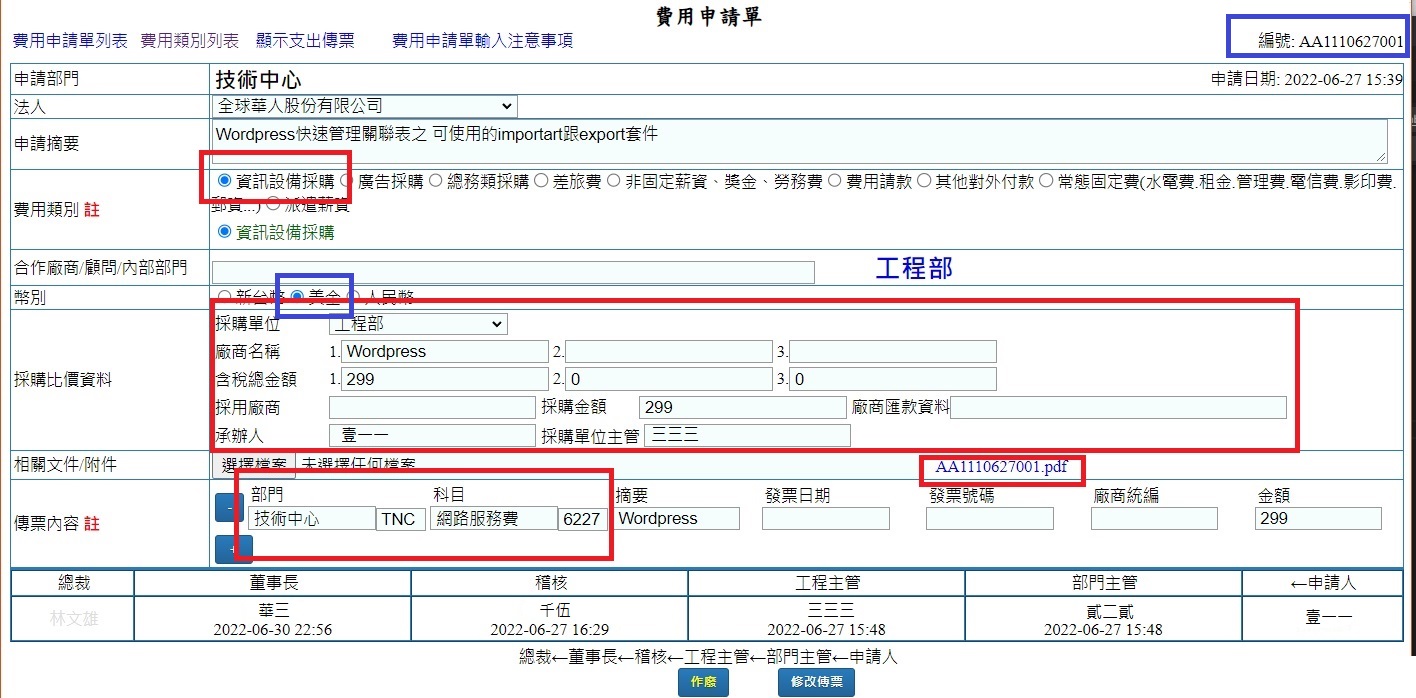 費用申請單
費用申請單列表 費用類別列表 顯示支出傳票 費用申請單輸入注意事項
編號: AA1110627001
申請部門 技術中心 申請日期: 2022-06-27 15:39
法人 全球華人股份有限公司
申請摘要 Wordpress快速管理關聯表之 可使用的importart跟export套件
費用類別 註 資訊設備採購 廣告採購 總務類採購 差旅費 非固定薪資、獎金、勞務費 費用請款 其他對外付款 常態固定費(水電費.租金.管理費.電信費.影印費.
郵資...) 派遣薪資
資訊設備採購
合作廠商/顧問/內部部門 工程部
幣別 新台幣 美金 人民幣
採購比價資料
採購單位 工程部
廠商名稱 1. Wordpress 2. 3.
含稅總金額 1. 299 2. 0 3. 0
採用廠商 採購金額 299 廠商匯款資料
承辦人 壹一一 採購單位主管 三三三
相關文件/附件 選擇檔案 未選擇任何檔案 AA1110627001.pdf
傳票內容 註
- 部門 科目 摘要 發票日期 發票號碼 廠商統編 金額
技術中心 TNC 網路服務費 6227 Wordpress 299
+
總裁 董事長 稽核 工程主管 部門主管 ←申請人
林文雄 華三 千伍 三三三 貳二貳 壹一一
2022-06-30 22:56 2022-06-27 16:29 2022-06-27 15:48 2022-06-27 15:48
總裁←董事長←稽核←工程主管←部門主管←申請人
作廢 修改傳票